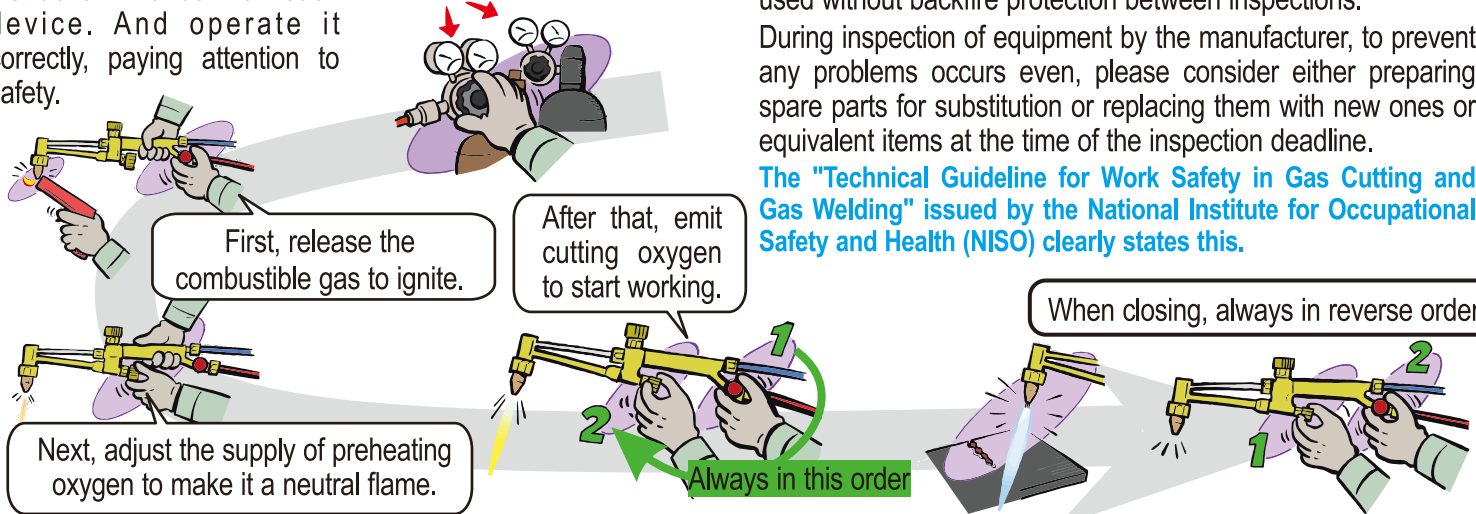 device. And operate it
correctly, paying attention to
safety.
used without backfire protection between inspections.
During inspection of equipment by the manufacturer, to prevent
any problems occurs even, please consider either preparing
spare parts for substitution or replacing them with new ones or
equivalent items at the time of the inspection deadline.
The "Technical Guideline for Work Safety in Gas Cutting and
Gas Welding" issued by the National Institute for Occupational
Safety and Health (NISO) clearly states this.
First, release the
combustible gas to ignite.
After that, emit
cutting oxygen
to start working.
When closing, always in reverse order
Next, adjust the supply of preheating
oxygen to make it a neutral flame.
1
2
Always in this order
1
2